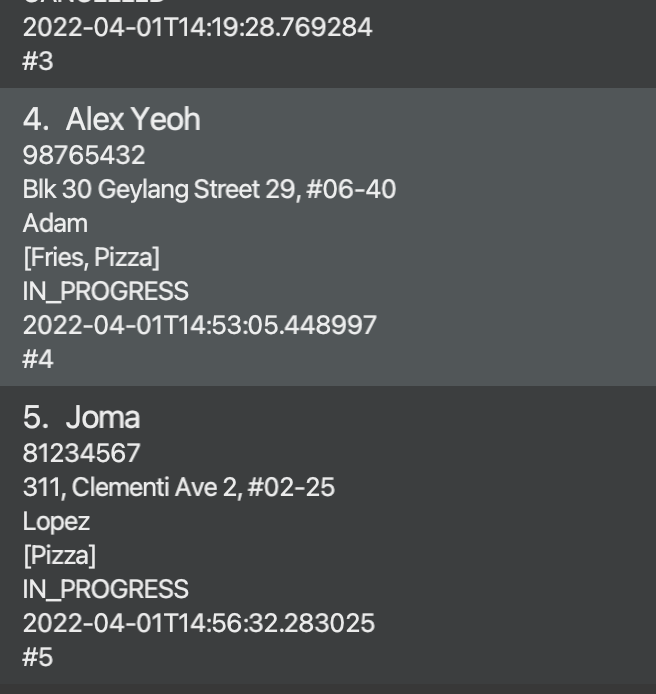 2022-04-01T14:19:28.769284
#3
4. Alex Yeoh
98765432
Blk 30 Geylang Street 29, #06-40
Adam
[Fries, Pizza]
IN_PROGRESS
2022-04-01T14:53:05.448997
#4
5. Joma
81234567
311, Clementi Ave 2, #02-25
Lopez
[Pizza]
IN_PROGRESS
2022-04-01T14:56:32.283025
#5